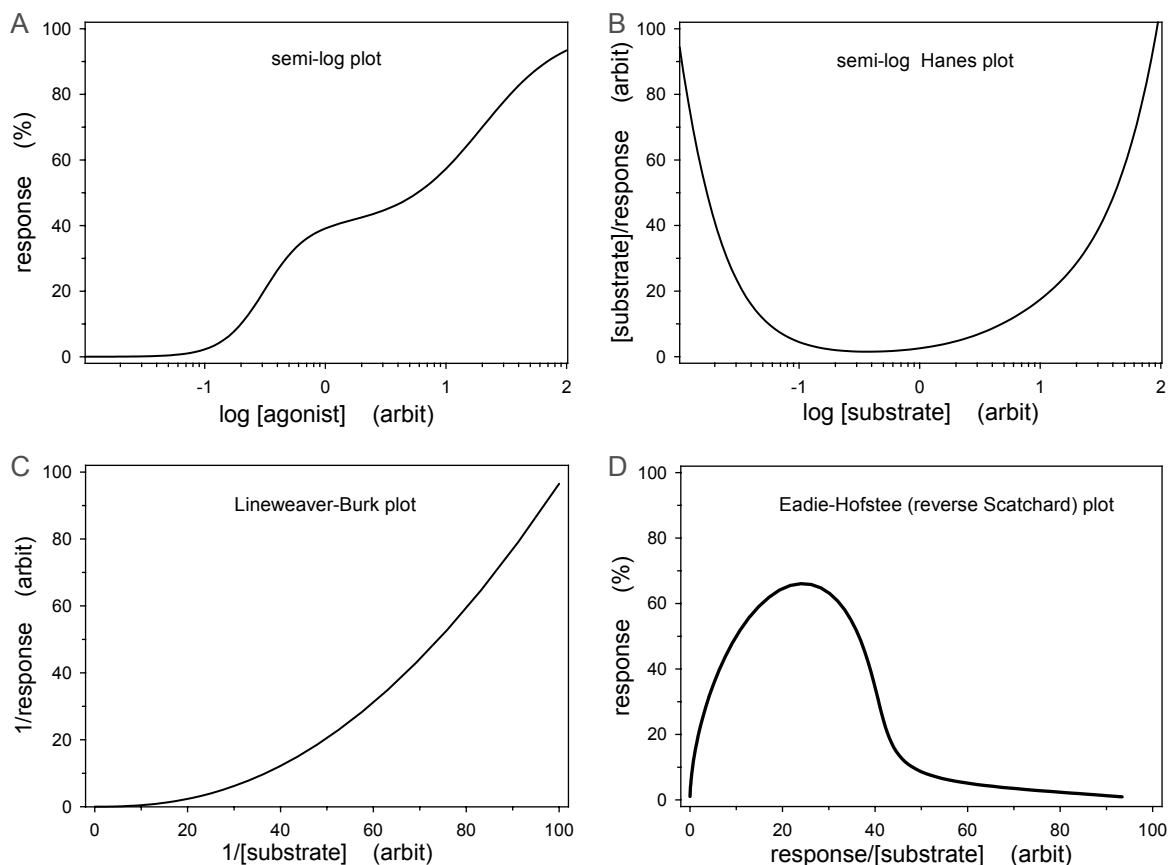 A
semi-log plot
response (%)
100
80
60
40
20
0
-1
0
1
2
log [agonist] (arbit)
B
semi-log Hanes plot
[substrate]/response (arbit)
100
80
60
40
20
0
-1
0
1
2
log [substrate] (arbit)
C
Lineweaver-Burk plot
1/response (arbit)
100
80
60
40
20
0
0
20
40
60
80
100
1/[substrate] (arbit)
D
Eadie-Hofstee (reverse Scatchard) plot
response (%)
100
80
60
40
20
0
0
20
40
60
80
100
response/[substrate] (arbit)